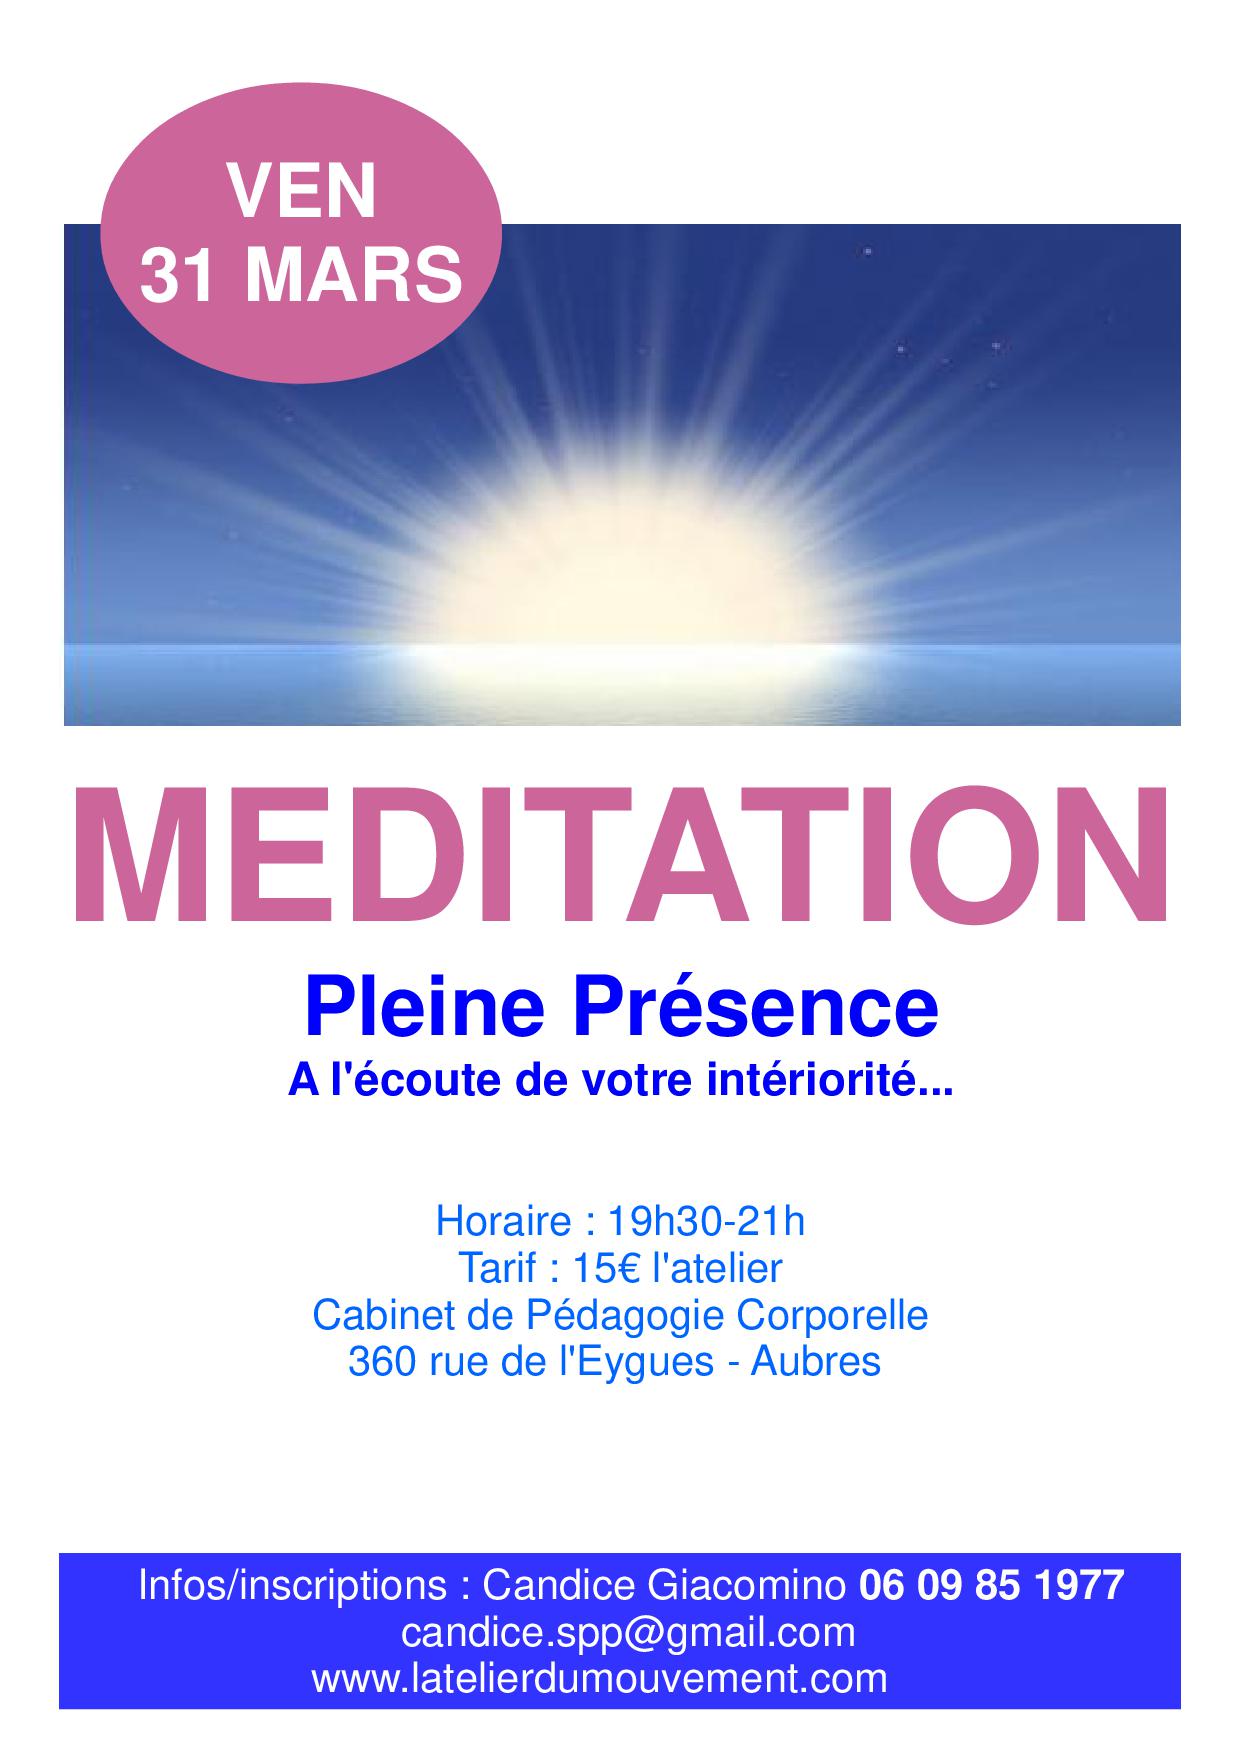 VEN
31 MARS
MEDITATION
Pleine Présence
A l'écoute de votre intériorité...
Horaire : 19h30-21h
Tarif : 15€ l'atelier
Cabinet de Pédagogie Corporelle
360 rue de l'Eygues - Aubres
Infos/inscriptions : Candice Giacomino 06 09 85 1977
candice.spp@gmail.com
www.latelierdumouvement.com